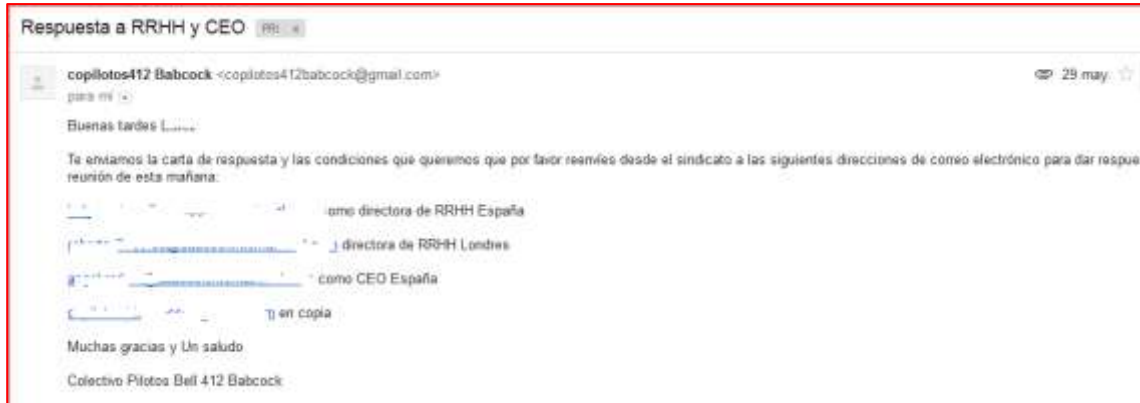 Respuesta a RRHH y CEO
copilotos412 Babcock <copilotos412babcock@gmail.com>
29 may.
para mí
Buenas tardes
Te enviamos la carta de respuesta y las condiciones que queremos que por favor reenvíes desde el sindicato a las siguientes direcciones de correo electrónico para dar respue
reunión de esta mañana:
omo directora de RRHH España
directora de RRHH Londres
como CEO España
en copia
Muchas gracias y Un saludo
Colectivo Pilotos Bell 412 Babcock